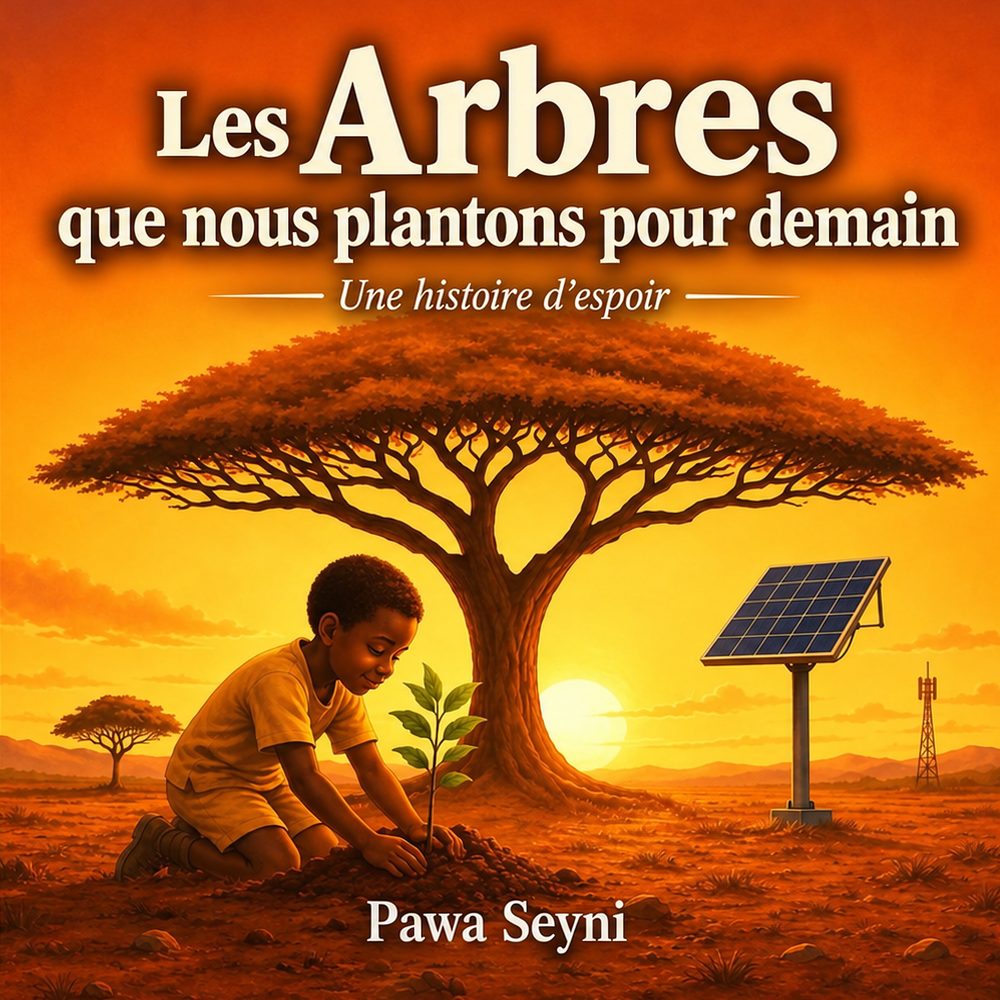 Les Arbres
que nous plantons pour demain
Une histoire d’espoir
Pawa Seyni